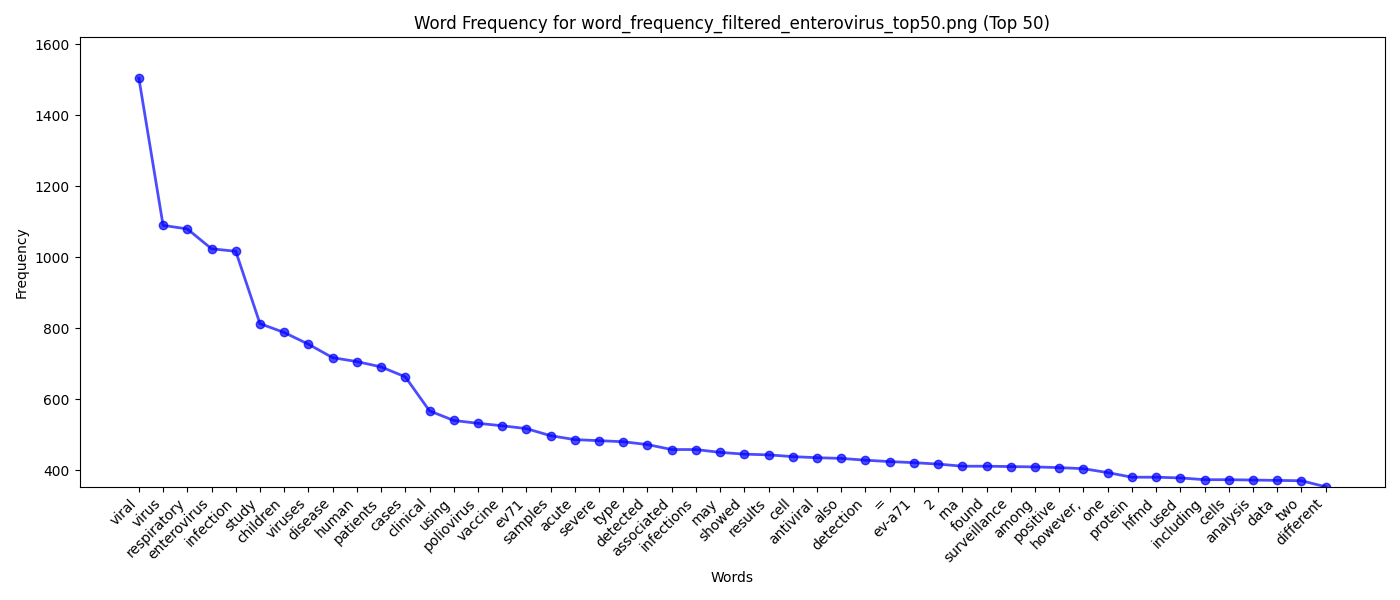 Word Frequency for word_frequency_filtered_enterovirus_top50.png (Top 50)
Frequency
1600
1400
1200
1000
800
600
400
viral
virus
respiratory
enterovirus
infection
study
children
viruses
disease
human
patients
cases
clinical
using
poliovirus
vaccine
ev71
samples
acute
severe
type
detected
associated
infections
may
showed
results
cell
antiviral
also
detection
=
ev-a71
2
rna
found
surveillance
among
positive
however,
one
protein
hfmd
used
including
cells
analysis
data
two
different
Words